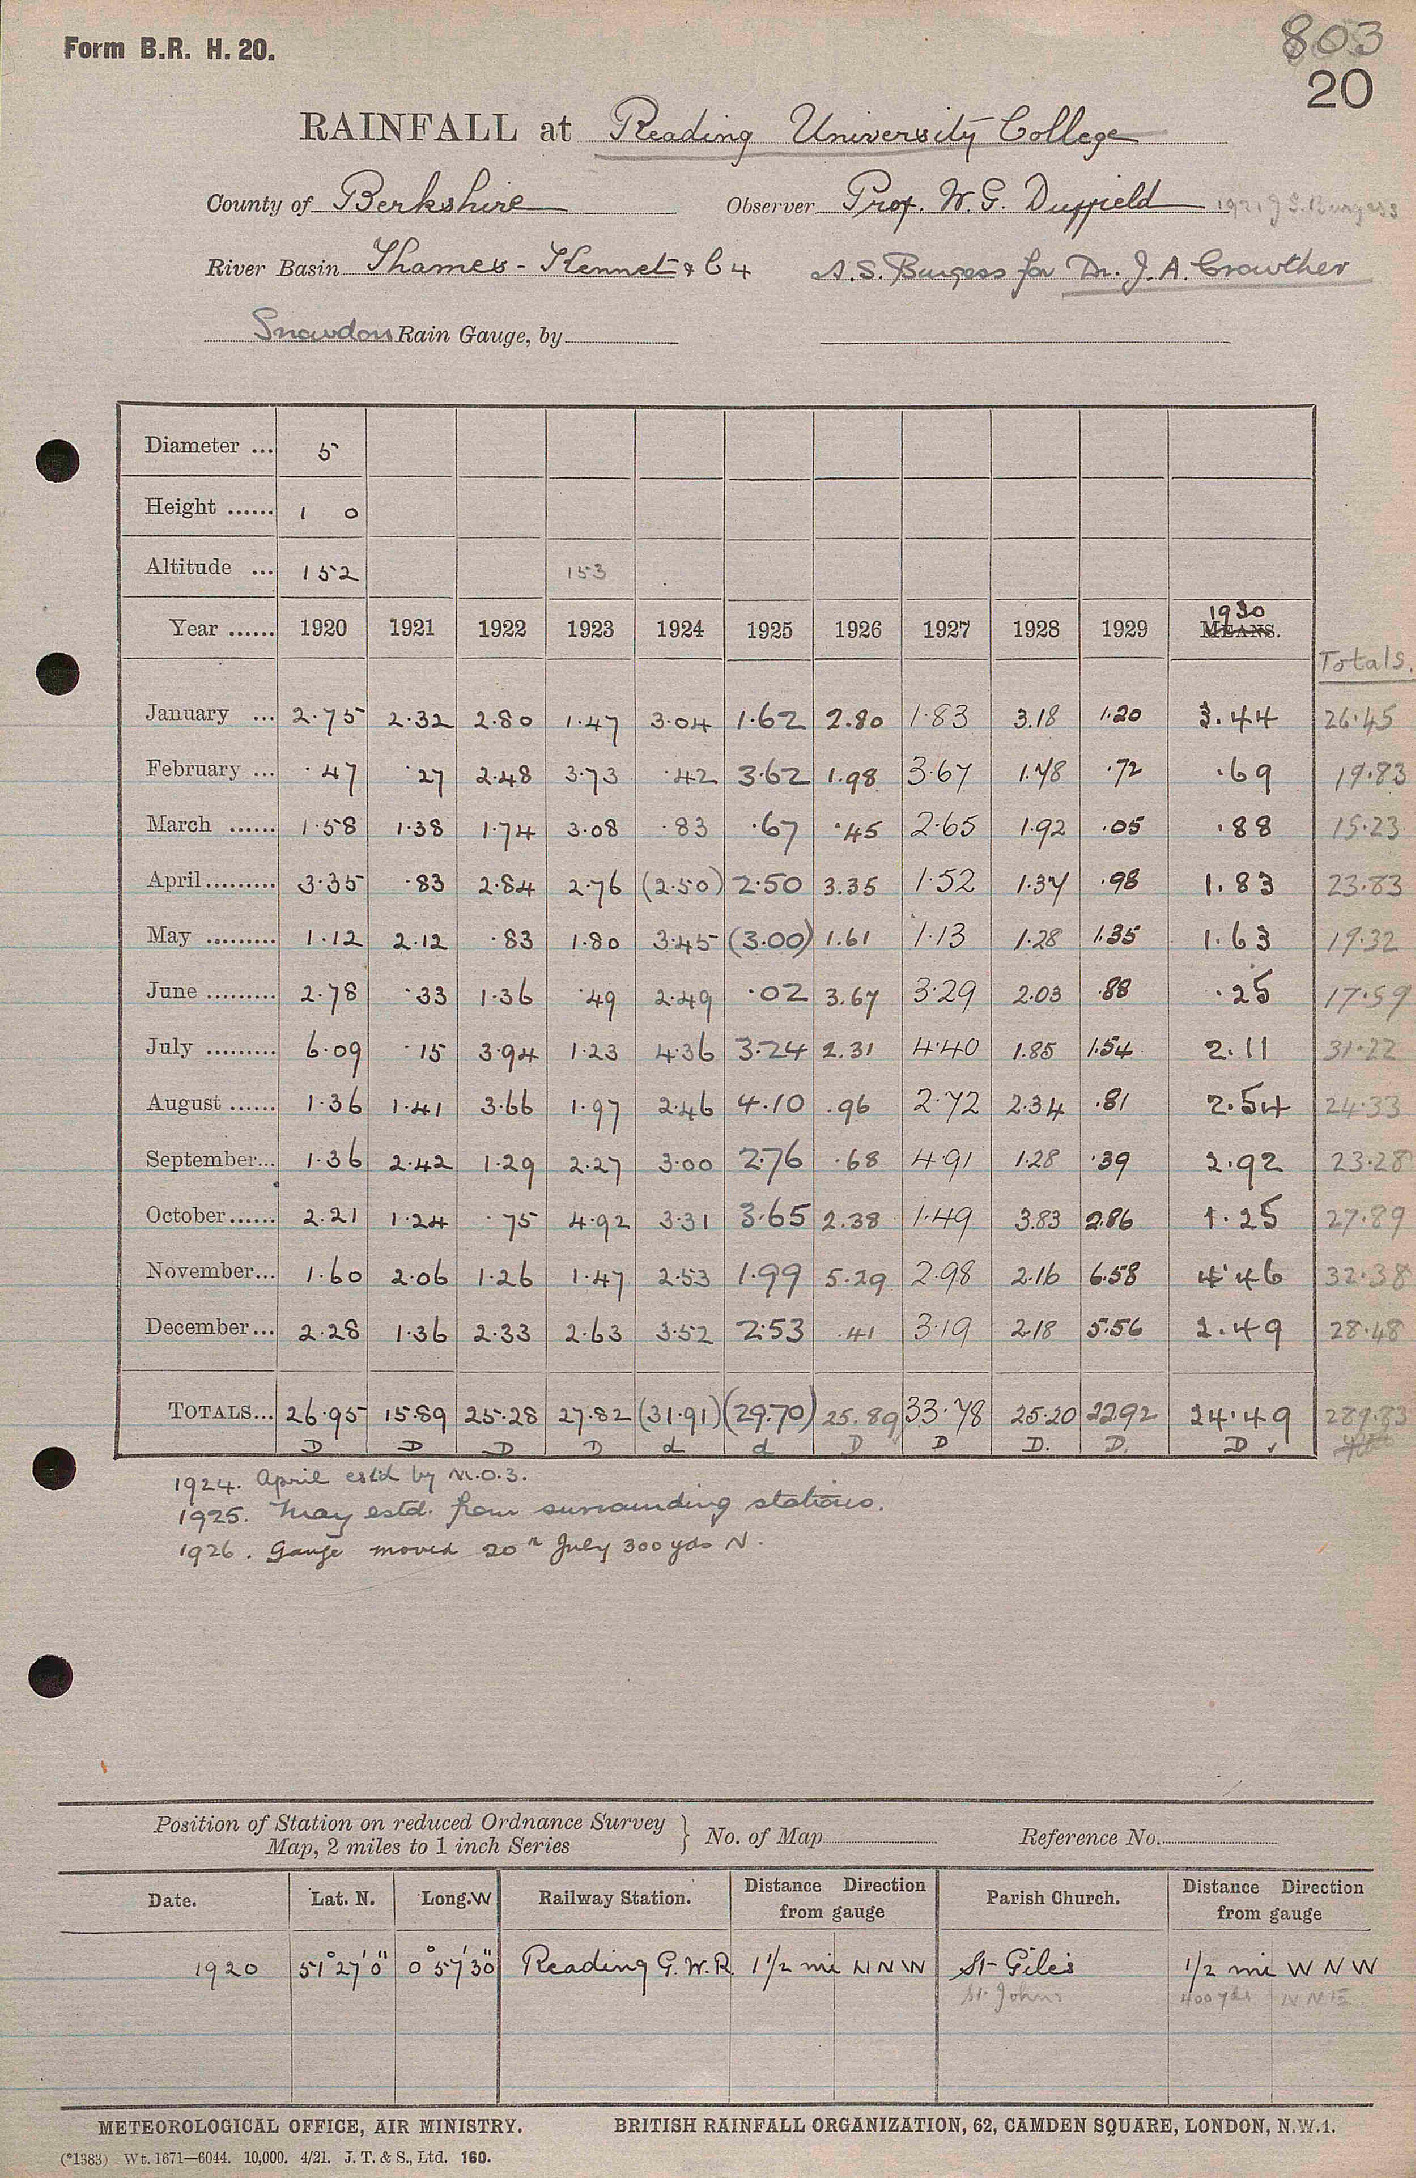 Form B.R. H. 20.
803
20
RAINFALL at Reading University College
County of Berkshire Observer Prof. W. G. Duffield 1921 J S. Burgess
River Basin Thames - Kennet & C4 A. S. Burgess for Dr. J. A. Crowther
Snowdon Rain Gauge, by
Diameter ... 5
Height ...... 1 0
Altitude ... 152 153
Year ...... 1920 1921 1922 1923 1924 1925 1926 1927 1928 1929 1930 MEANS.
Totals.
January ... 2.75 2.32 2.80 1.47 3.04 1.62 2.80 1.83 3.18 1.20 3.44 26.45
February ... .47 .27 2.48 3.73 .42 3.62 1.98 3.67 1.48 .72 .69 19.83
March ...... 1.58 1.38 1.74 3.08 .83 .67 .45 2.65 1.92 .05 .88 15.23
April......... 3.35 .83 2.84 2.76 (2.50) 2.50 3.35 1.52 1.37 .98 1.83 23.83
May ......... 1.12 2.12 .83 1.80 3.45 (3.00) 1.61 1.13 1.28 1.35 1.63 19.32
June ......... 2.78 .33 1.36 .49 2.49 .02 3.67 3.29 2.03 .88 .25 17.59
July ......... 6.09 .15 3.94 1.23 4.36 3.24 2.31 4.40 1.85 1.54 2.11 31.22
August ...... 1.36 1.41 3.66 1.97 2.46 4.10 .96 2.72 2.34 .81 2.54 24.33
September... 1.36 2.42 1.29 2.27 3.00 2.76 .68 4.91 1.28 .39 2.92 23.28
October...... 2.21 1.24 .75 4.92 3.31 3.65 2.38 1.49 3.83 2.86 1.25 27.89
November... 1.60 2.06 1.26 1.47 2.53 1.99 5.29 2.98 2.16 6.58 4.46 32.38
December... 2.28 1.36 2.33 2.63 3.52 2.53 .41 3.19 2.18 5.56 2.49 28.48
TOTALS... 26.95 15.89 25.28 27.82 (31.91) (29.70) 25.89 33.78 25.20 22.92 24.49 289.83
D D D D d d D D D. D. D ✓
1924. April estd by M.O.3.
1925. May estd. from surrounding stations.
1926. Gauge moved 20th July 300 yds N.
Position of Station on reduced Ordnance Survey
Map, 2 miles to 1 inch Series } No. of Map Reference No.
Date. Lat. N. Long. W Railway Station. Distance Direction from gauge Parish Church. Distance Direction from gauge
1920 51°27'0" 0°57'30" Reading G.W.R. 1 1/2 mi NNW St Giles 1/2 mi WNW
St Johns 400 yds NNE
METEOROLOGICAL OFFICE, AIR MINISTRY. BRITISH RAINFALL ORGANIZATION, 62, CAMDEN SQUARE, LONDON, N.W.1.
(*1383) Wt. 1671—6044. 10,000. 4/21. J. T. & S., Ltd. 160.